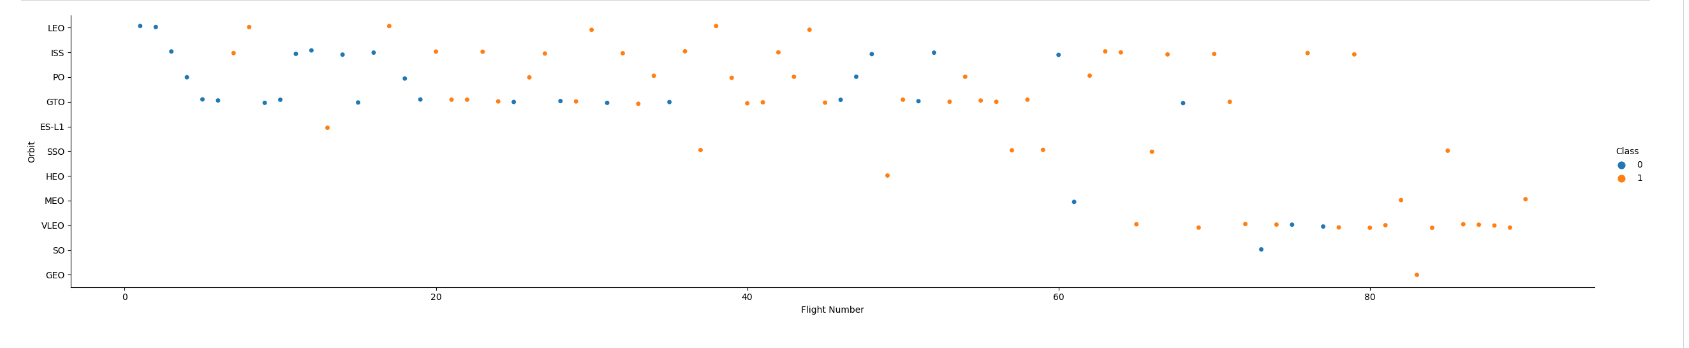 LEO
ISS
PO
GTO
ES-L1
SSO
HEO
MEO
VLEO
SO
GEO
Orbit
0 20 40 60 80
Flight Number
Class
0
1